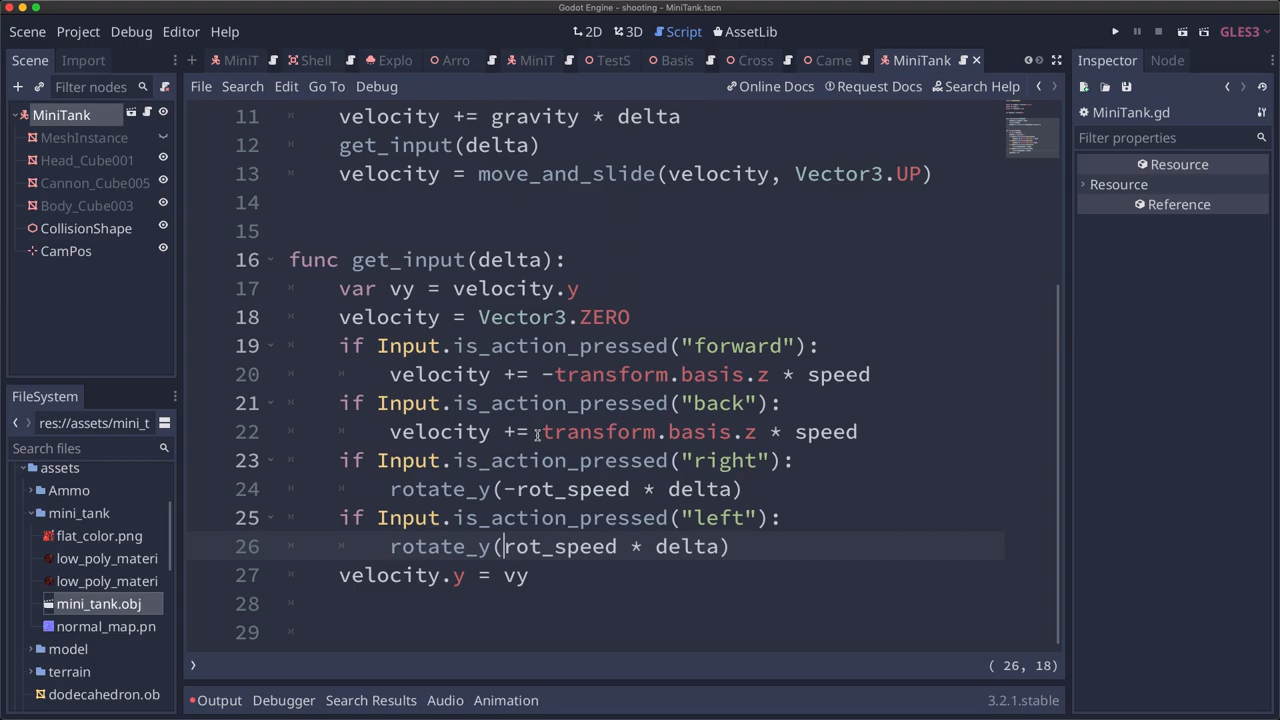 Godot Engine - shooting - MiniTank.tscn
Scene Project Debug Editor Help
2D 3D Script AssetLib
GLES3
Scene Import
MiniT Shell Explo Arro MiniT TestS Basis Cross Came MiniTank
Inspector Node
Filter nodes
File Search Edit Go To Debug
Online Docs Request Docs Search Help
MiniTank
MeshInstance
Head_Cube001
Cannon_Cube005
Body_Cube003
CollisionShape
CamPos
MiniTank.gd
Filter properties
Resource
Resource
Reference
11 velocity += gravity * delta
12 get_input(delta)
13 velocity = move_and_slide(velocity, Vector3.UP)
14
15
16 func get_input(delta):
17 var vy = velocity.y
18 velocity = Vector3.ZERO
19 if Input.is_action_pressed("forward"):
20 velocity += -transform.basis.z * speed
21 if Input.is_action_pressed("back"):
22 velocity += transform.basis.z * speed
23 if Input.is_action_pressed("right"):
24 rotate_y(-rot_speed * delta)
25 if Input.is_action_pressed("left"):
26 rotate_y(rot_speed * delta)
27 velocity.y = vy
28
29
FileSystem
res://assets/mini_t
Search files
assets
Ammo
mini_tank
flat_color.png
low_poly_materi
low_poly_materi
mini_tank.obj
normal_map.pn
model
terrain
dodecahedron.ob
( 26, 18)
Output Debugger Search Results Audio Animation
3.2.1.stable